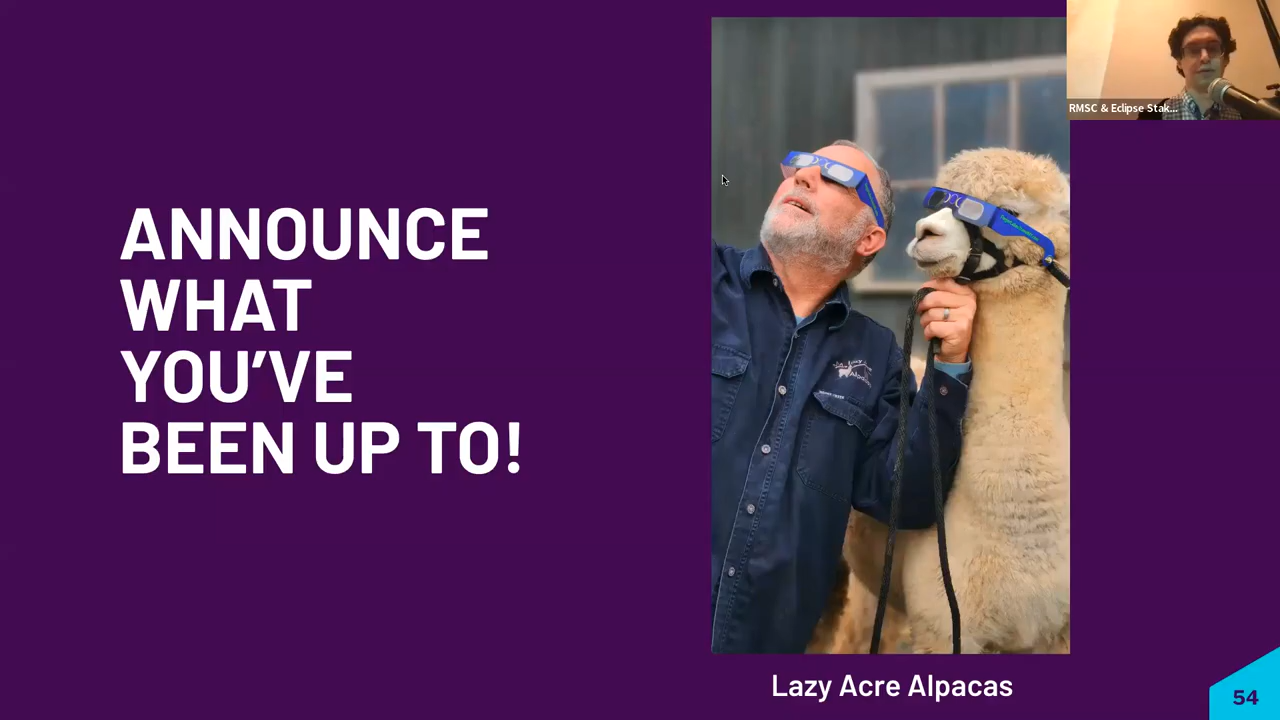 ANNOUNCE
WHAT
YOU’VE
BEEN UP TO!
RMSC & Eclipse Stak...
Lazy Acre Alpacas
54